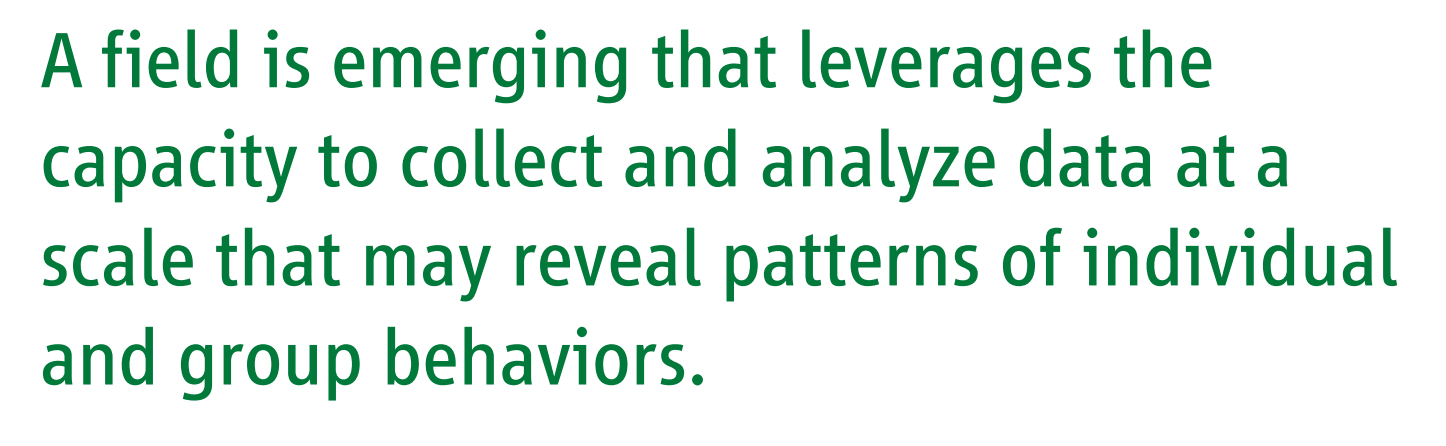 A field is emerging that leverages the
capacity to collect and analyze data at a
scale that may reveal patterns of individual
and group behaviors.